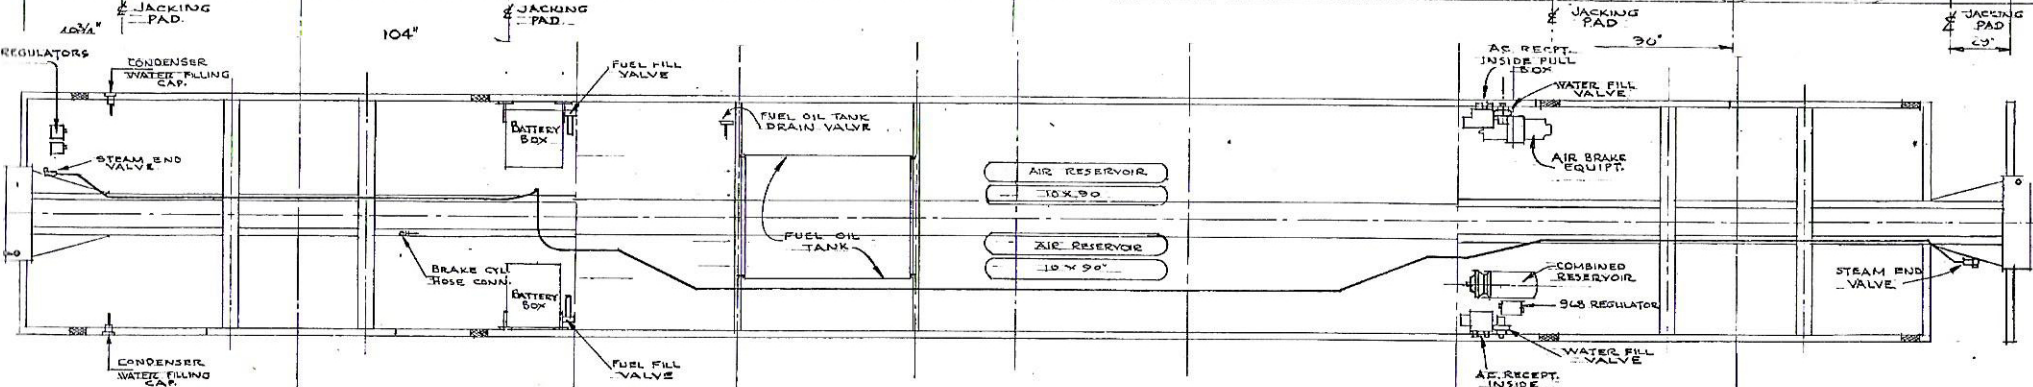 ℄ JACKING
PAD.
℄ JACKING
PAD
℄ JACKING
PAD
℄ JACKING
PAD
104"
30"
29"
REGULATORS
CONDENSER
WATER FILLING
CAP.
FUEL FILL
VALVE
AC. RECPT.
INSIDE PULL
BOX
WATER FILL
VALVE
BATTERY
BOX
FUEL OIL TANK
DRAIN VALVE
STEAM END
VALVE
AIR BRAKE
EQUIPT.
AIR RESERVOIR
10 X 90
FUEL OIL
TANK
AIR RESERVOIR
10 X 90"
BRAKE CYL.
HOSE CONN.
BATTERY
BOX
COMBINED
RESERVOIR
STEAM END
VALVE
REGULATOR
CONDENSER
WATER FILLING
CAP.
FUEL FILL
VALVE
WATER FILL
VALVE
AC. RECPT.
INSIDE